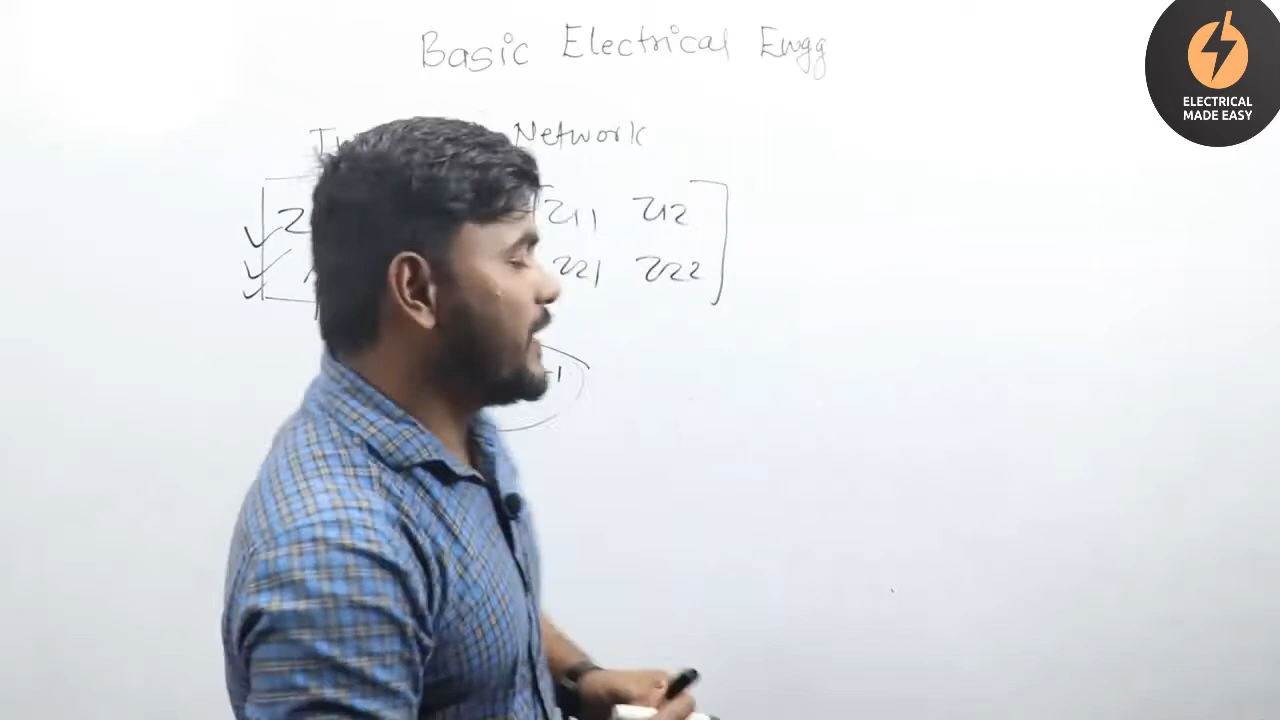 Basic Electrical Engg
Network
Z Z11 Z12
Z21 Z22
ELECTRICAL
MADE EASY